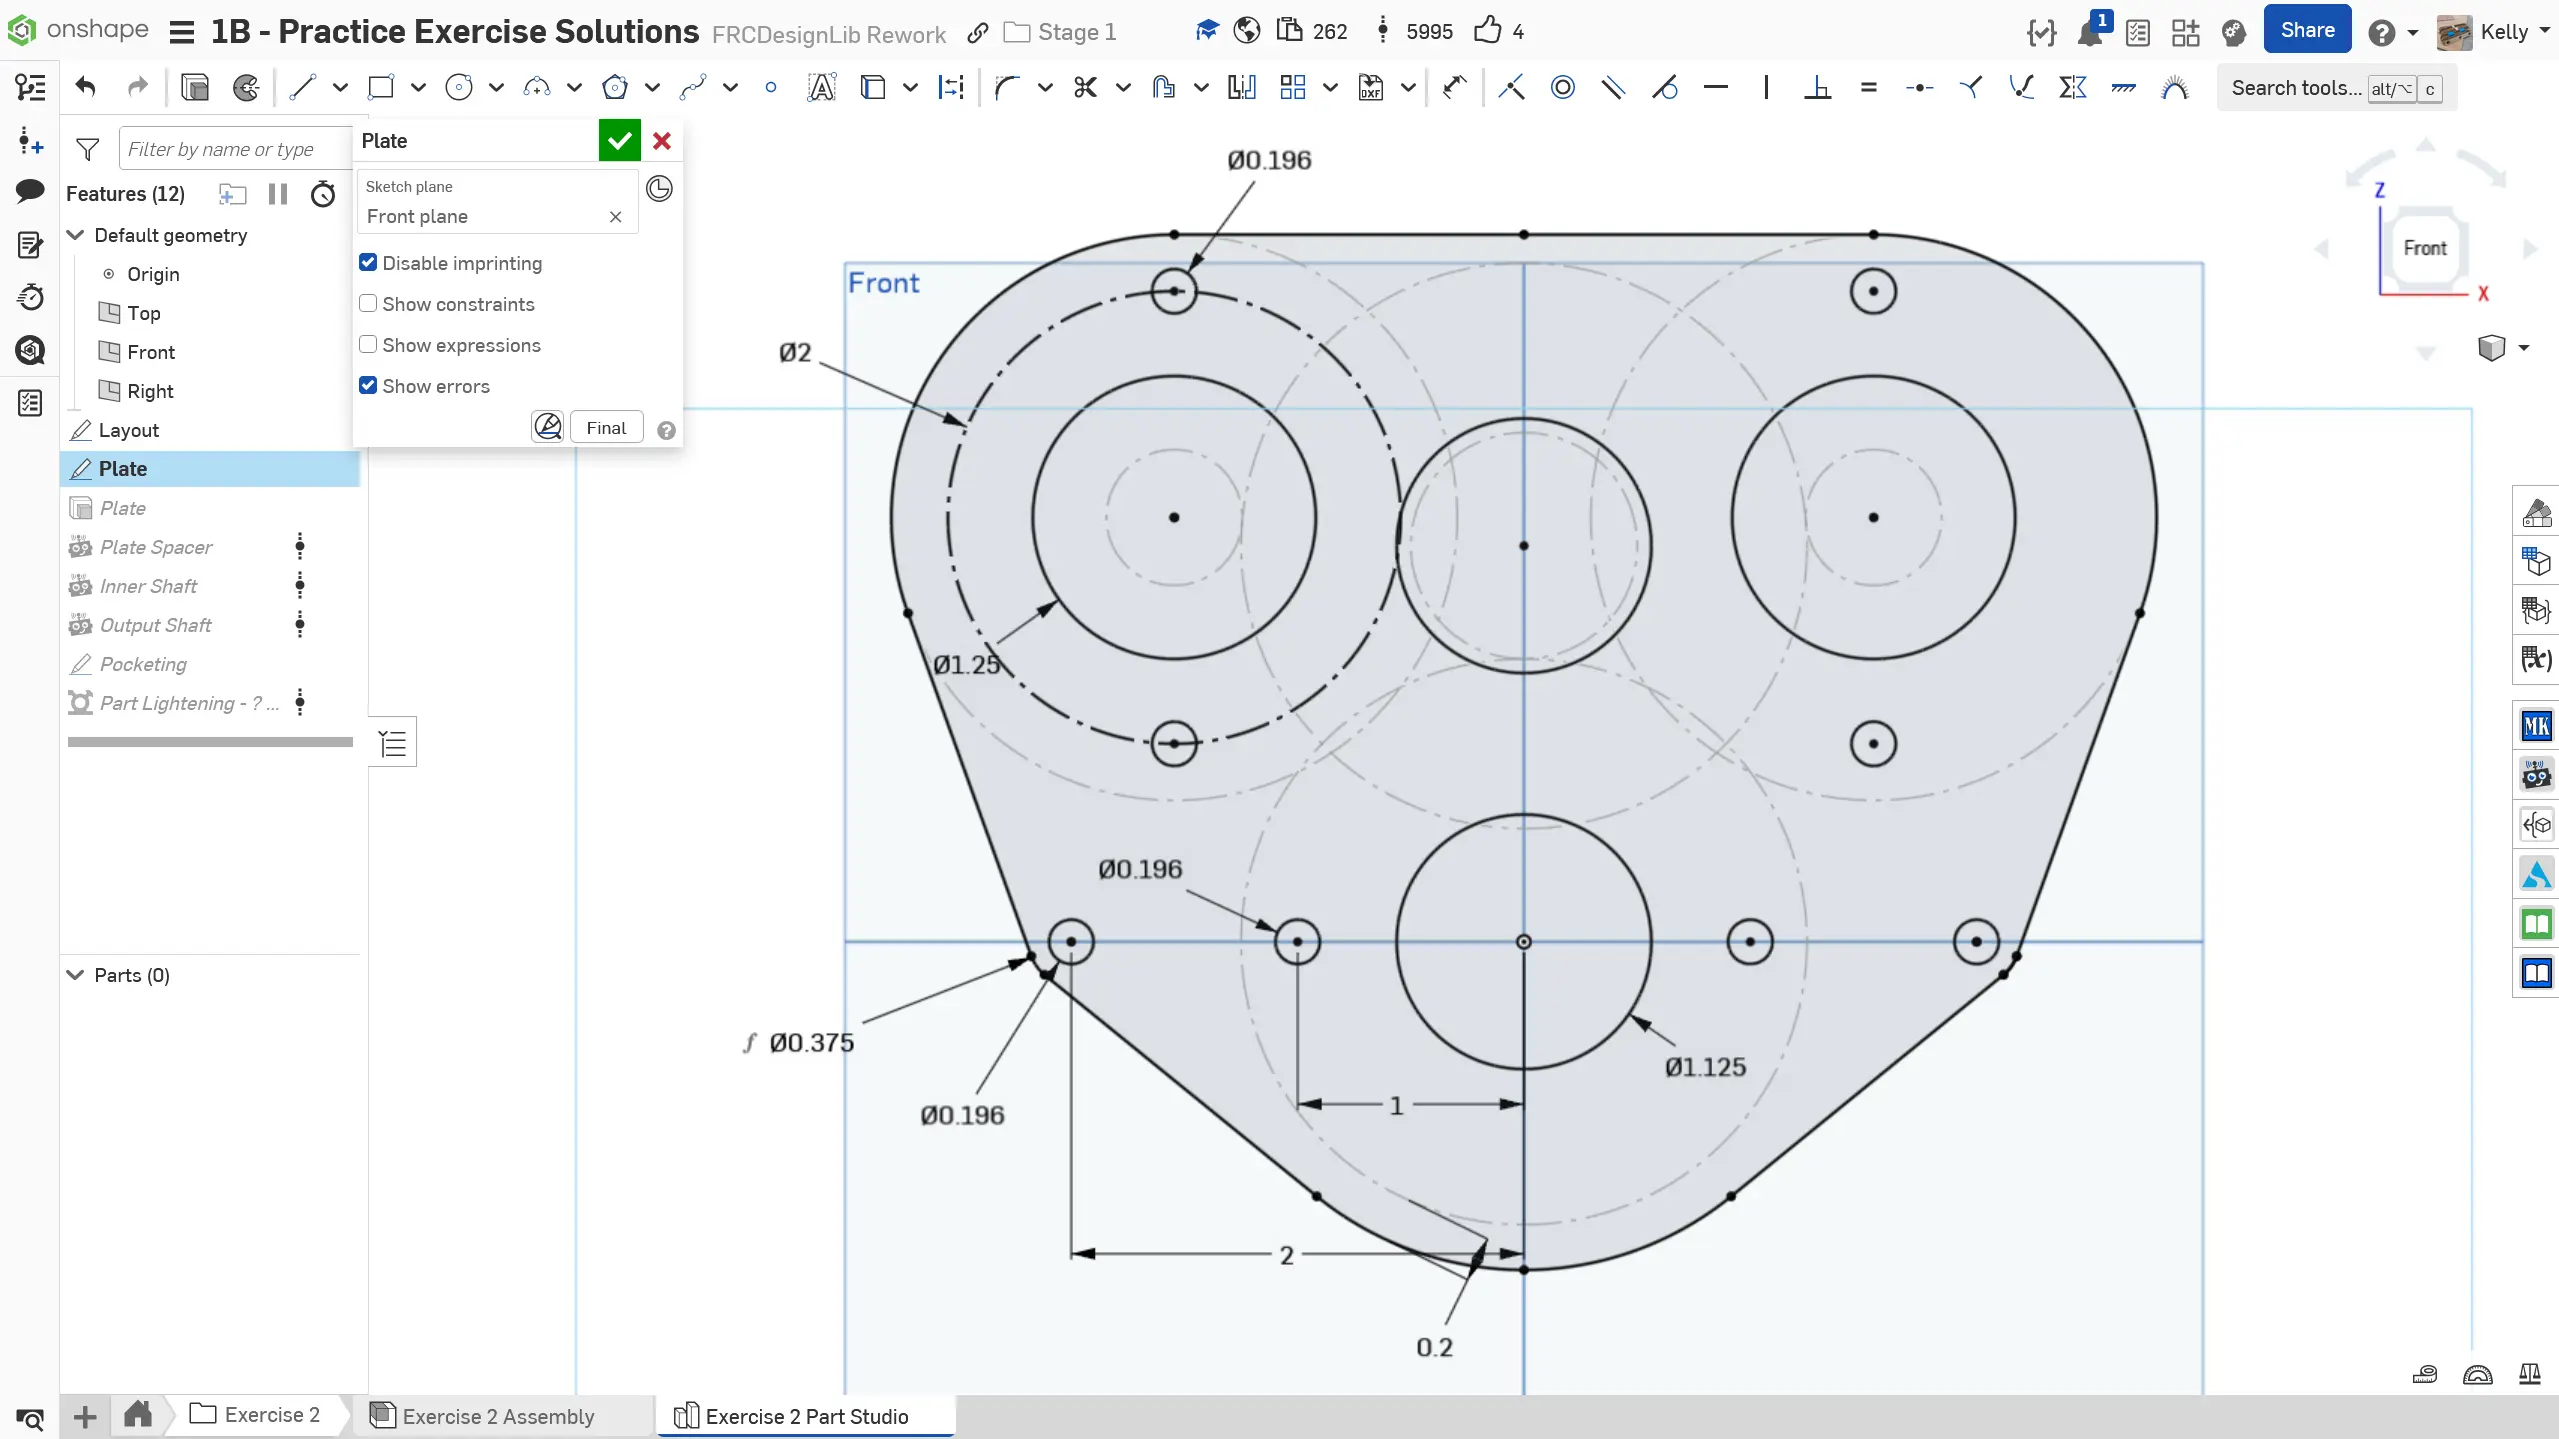 onshape 1B - Practice Exercise Solutions FRCDesignLib Rework Stage 1 262 5995 4 1 Share Kelly
DXF Search tools... alt/⌥ c
Filter by name or type
Features (12)
Default geometry
Origin
Top
Front
Right
Layout
Plate
Plate
Plate Spacer
Inner Shaft
Output Shaft
Pocketing
Part Lightening - ? ...
Parts (0)
Plate
Sketch plane
Front plane
Disable imprinting
Show constraints
Show expressions
Show errors
Final
Front
Ø0.196
Ø2
Ø1.25
Ø0.196
Ø0.375
Ø0.196
Ø1.125
1
2
0.2
Z
Front
X
(x)
MK
Exercise 2
Exercise 2 Assembly
Exercise 2 Part Studio